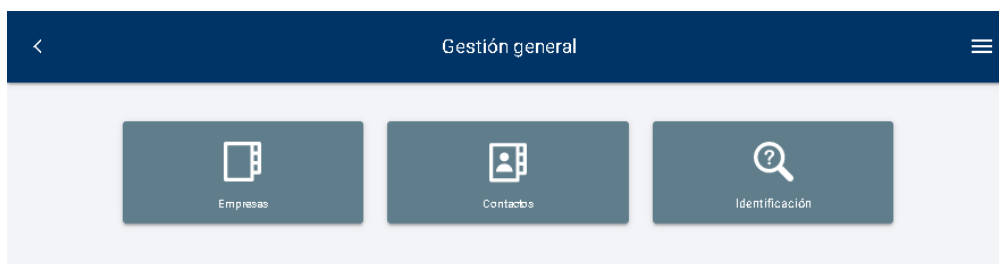 Gestión general
Empresas
Contactos
Identificación